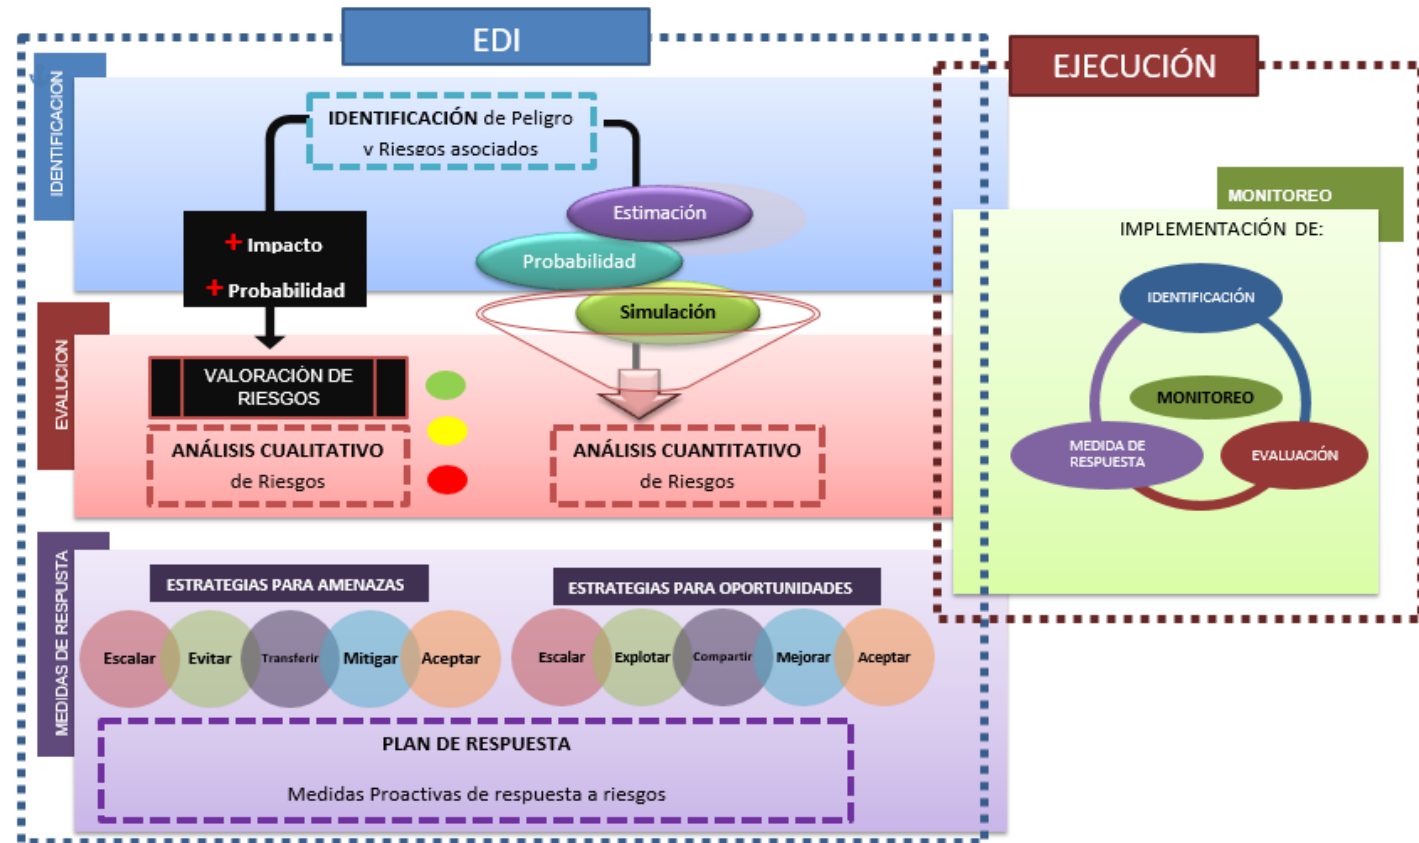 EDI
EJECUCIÓN
IDENTIFICACION
IDENTIFICACIÓN de Peligro
y Riesgos asociados
+ Impacto
+ Probabilidad
Estimación
Probabilidad
Simulación
EVALUCION
VALORACIÓN DE
RIESGOS
ANÁLISIS CUALITATIVO
de Riesgos
ANÁLISIS CUANTITATIVO
de Riesgos
MEDIDAS DE RESPUSTA
ESTRATEGIAS PARA AMENAZAS
Escalar Evitar Transferir Mitigar Aceptar
ESTRATEGIAS PARA OPORTUNIDADES
Escalar Explotar Compartir Mejorar Aceptar
PLAN DE RESPUESTA
Medidas Proactivas de respuesta a riesgos
MONITOREO
IMPLEMENTACIÓN DE:
IDENTIFICACIÓN
MONITOREO
MEDIDA DE
RESPUESTA
EVALUACIÓN